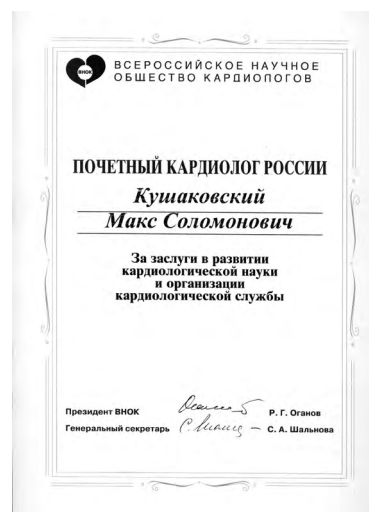 ВНОК
ВСЕРОССИЙСКОЕ НАУЧНОЕ
ОБЩЕСТВО КАРДИОЛОГОВ
ПОЧЕТНЫЙ КАРДИОЛОГ РОССИИ
Кушаковский
Макс Соломонович
За заслуги в развитии
кардиологической науки
и организации
кардиологической службы
Президент ВНОК Р. Г. Оганов
Генеральный секретарь С. А. Шальнова